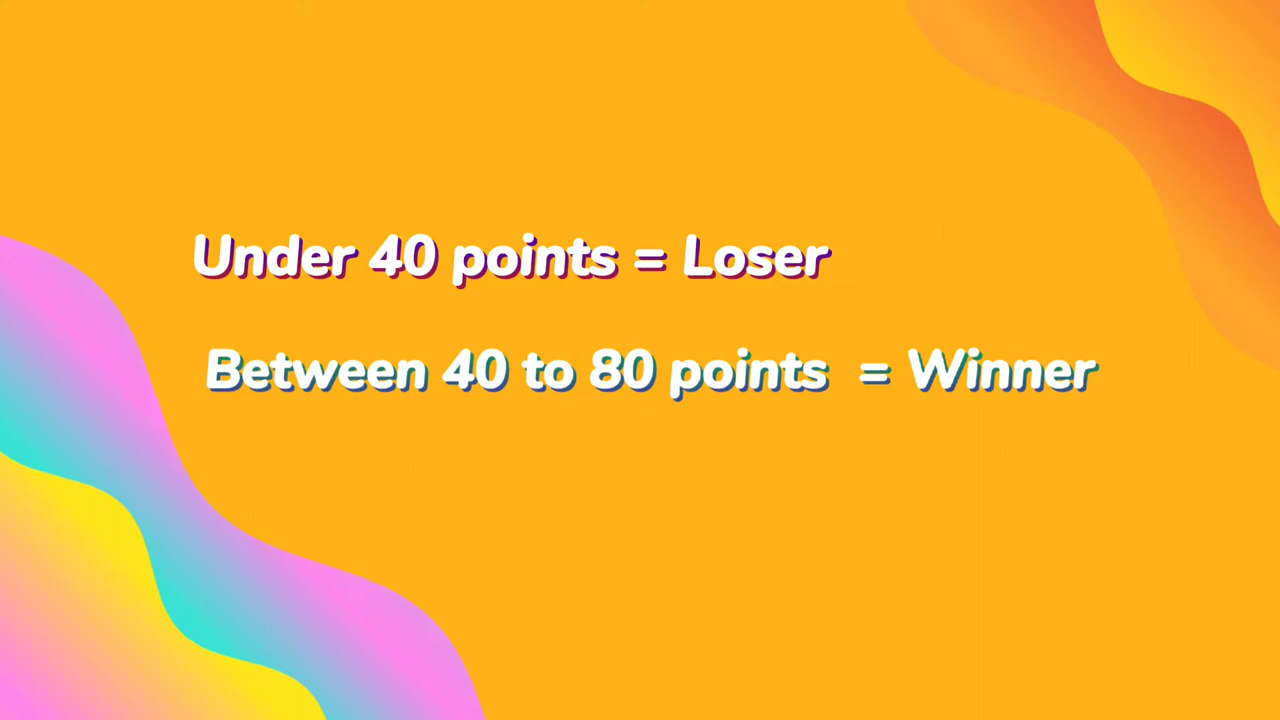 Under 40 points = Loser
Between 40 to 80 points = Winner